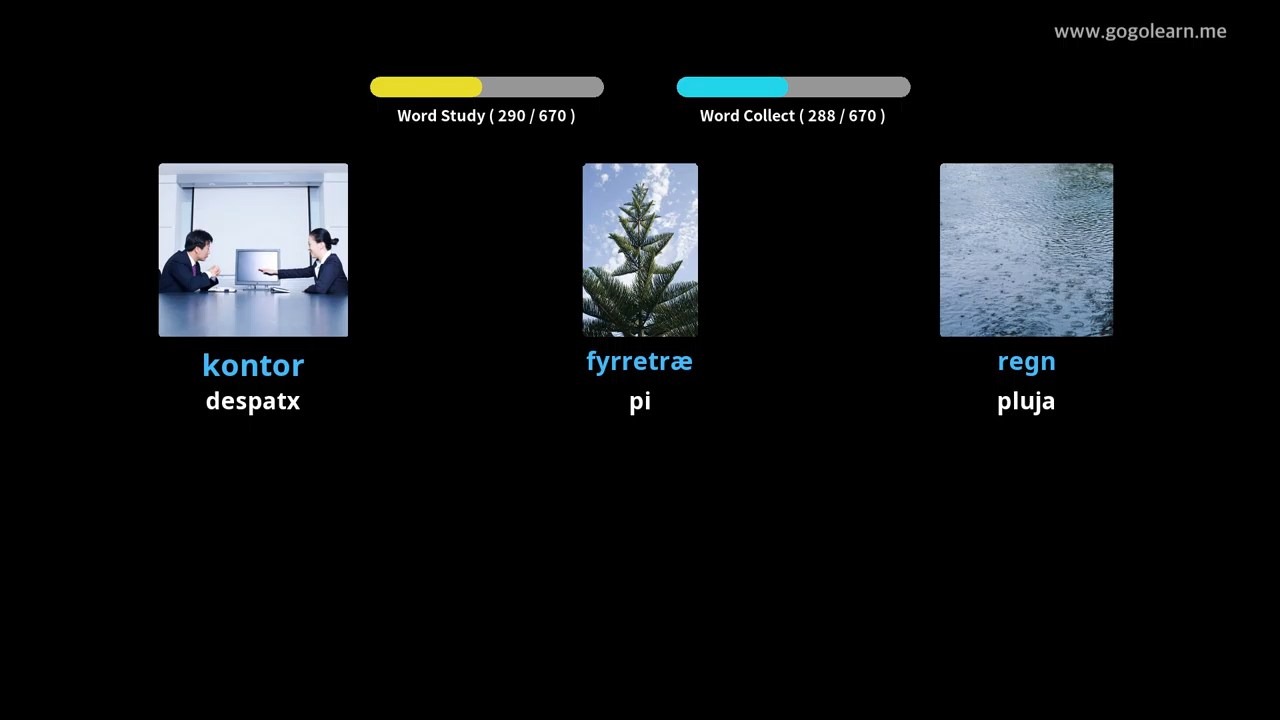 www.gogolearn.me
Word Study ( 290 / 670 )
Word Collect ( 288 / 670 )
kontor
despatx
fyrretræ
pi
regn
pluja